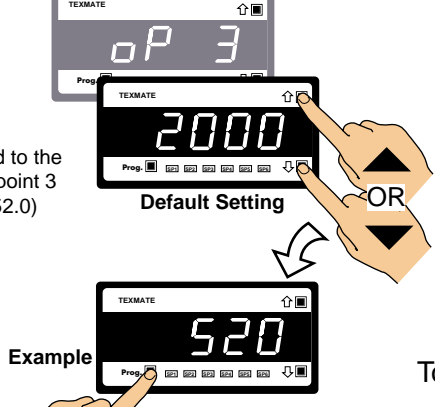 TEXMATE
oP 3
Prog.
TEXMATE
2000
Prog. SP1 SP2 SP3 SP4 SP5 SP6
d to the
point 3
52.0)
Default Setting
OR
TEXMATE
520
Example
Prog. SP1 SP2 SP3 SP4 SP5 SP6
To